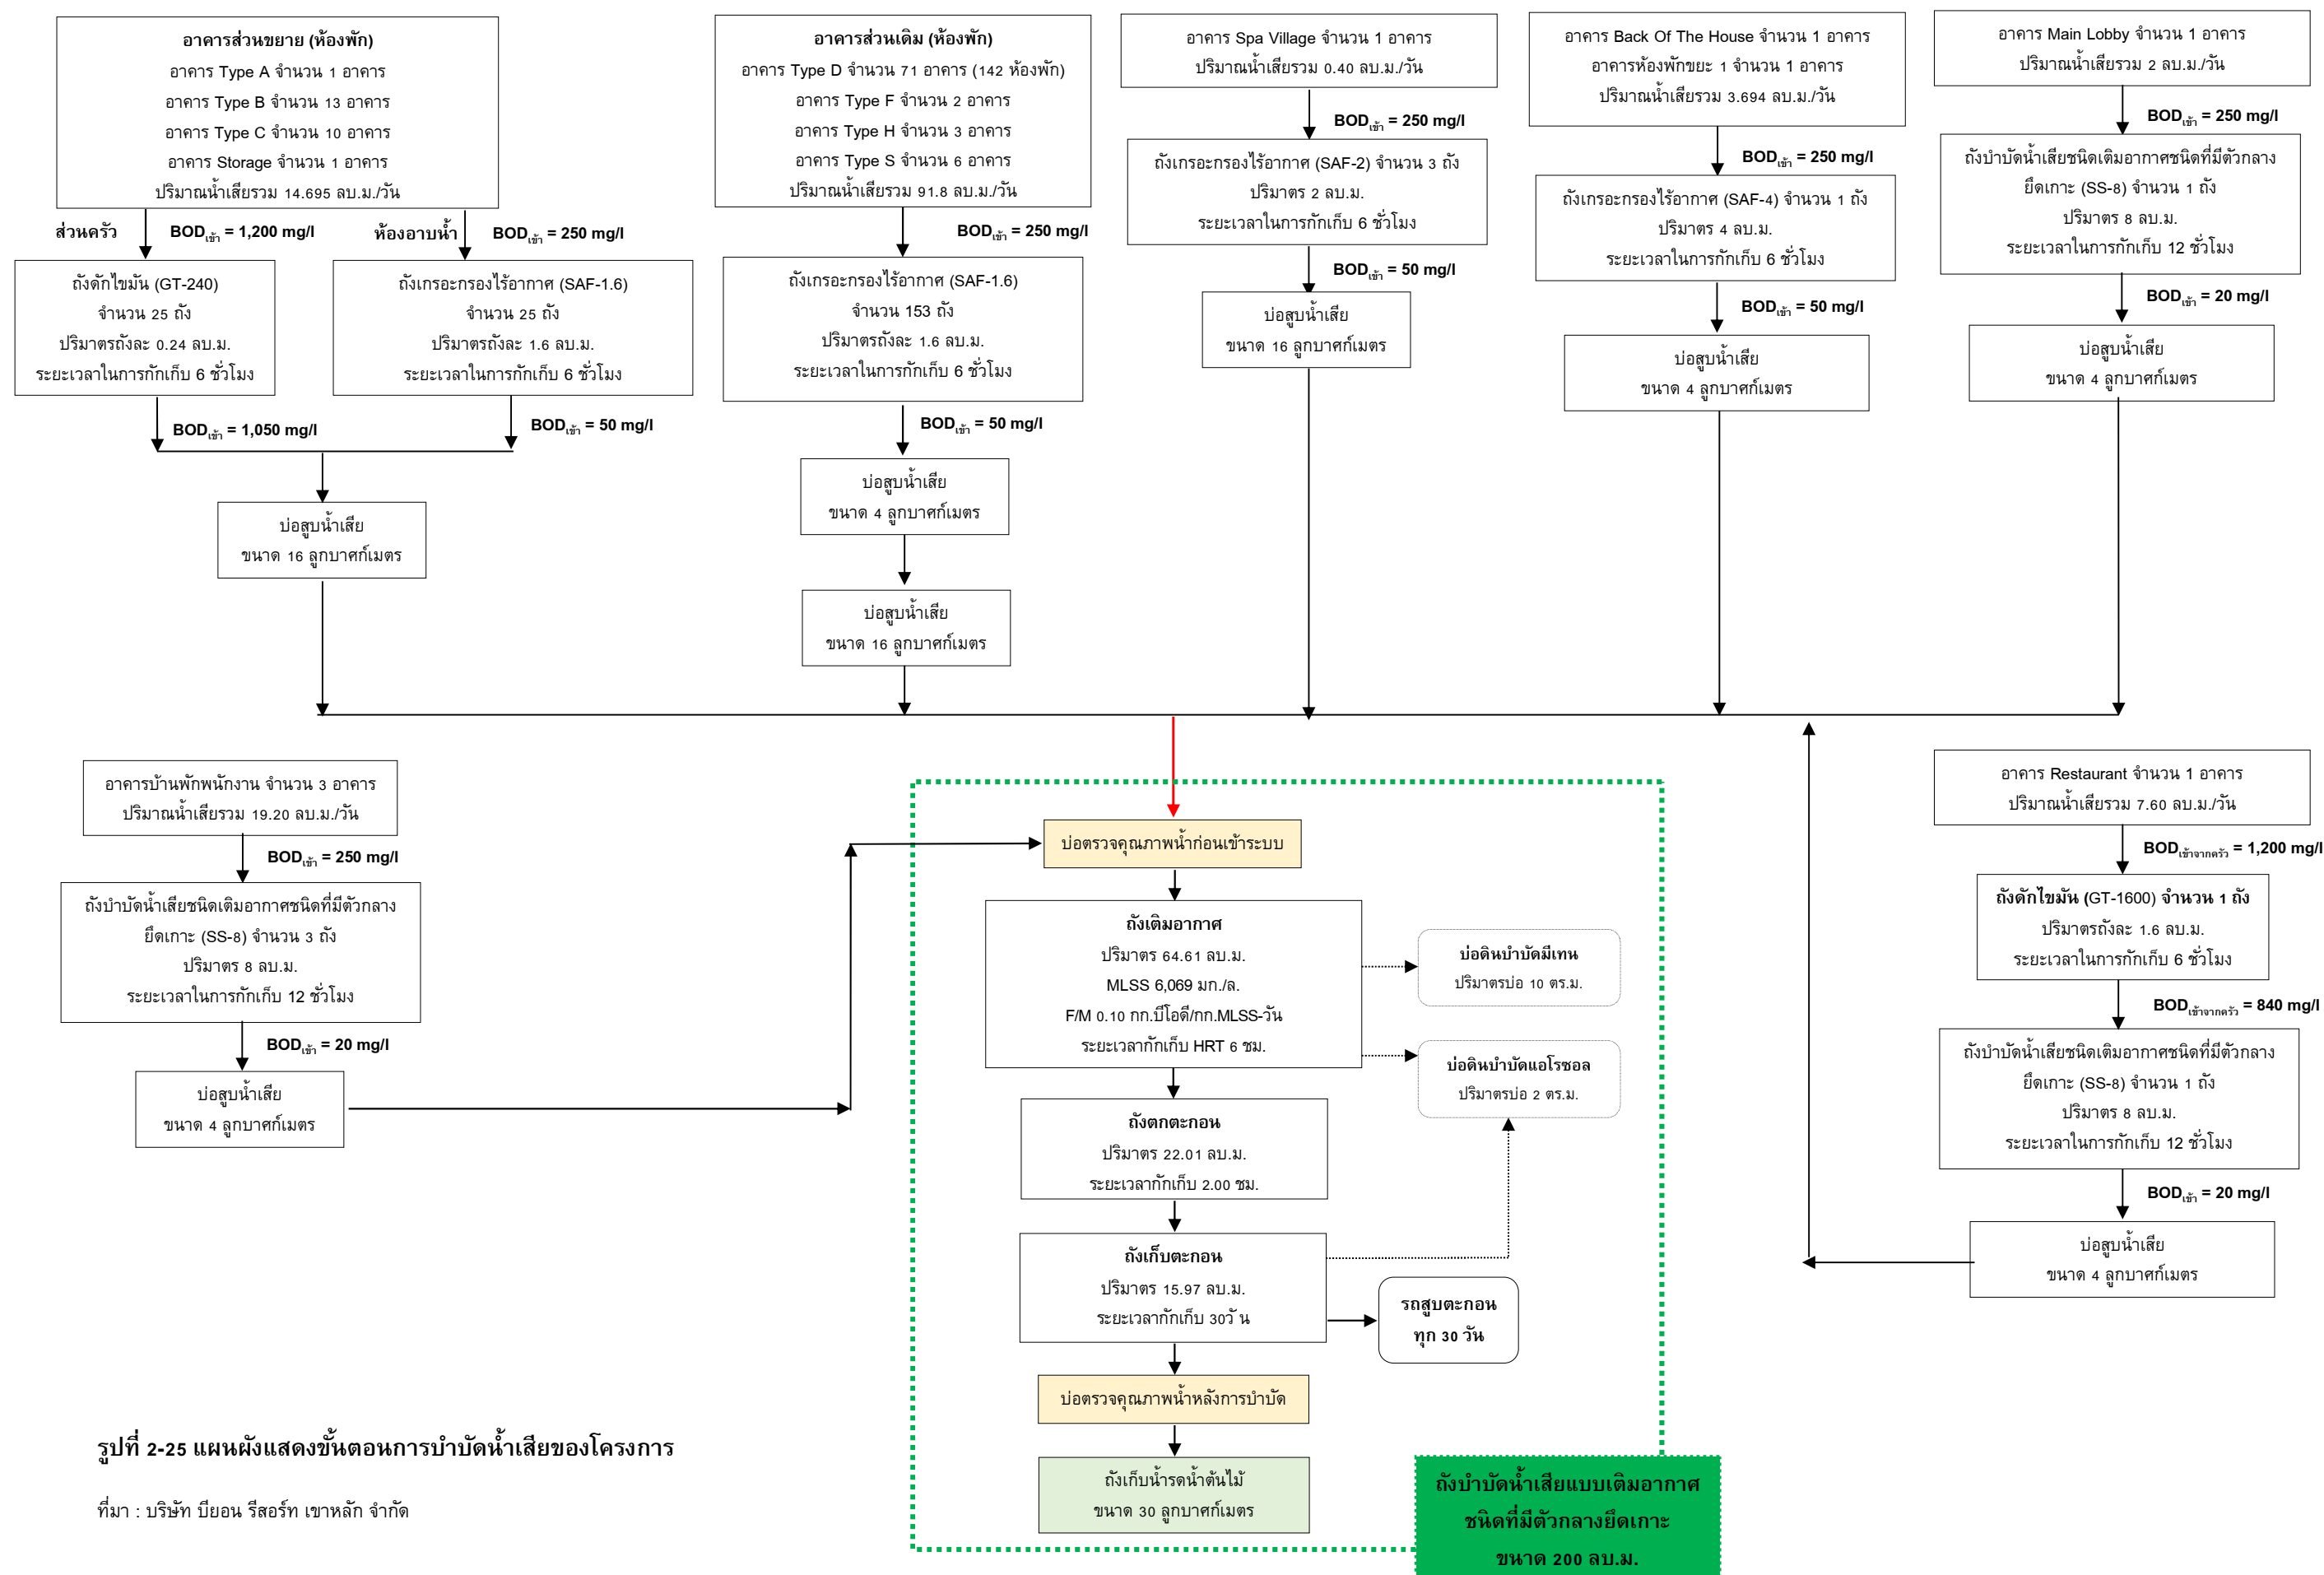 อาคารส่วนขยาย (ห้องพัก)
อาคาร Type A จำนวน 1 อาคาร
อาคาร Type B จำนวน 13 อาคาร
อาคาร Type C จำนวน 10 อาคาร
อาคาร Storage จำนวน 1 อาคาร
ปริมาณน้ำเสียรวม 14.695 ลบ.ม./วัน
ส่วนครัว
BODเข้า = 1,200 mg/l
ห้องอาบน้ำ
BODเข้า = 250 mg/l
ถังดักไขมัน (GT-240)
จำนวน 25 ถัง
ปริมาตรถังละ 0.24 ลบ.ม.
ระยะเวลาในการกักเก็บ 6 ชั่วโมง
ถังเกรอะกรองไร้อากาศ (SAF-1.6)
จำนวน 25 ถัง
ปริมาตรถังละ 1.6 ลบ.ม.
ระยะเวลาในการกักเก็บ 6 ชั่วโมง
BODเข้า = 1,050 mg/l
BODเข้า = 50 mg/l
บ่อสูบน้ำเสีย
ขนาด 16 ลูกบาศก์เมตร
อาคารส่วนเดิม (ห้องพัก)
อาคาร Type D จำนวน 71 อาคาร (142 ห้องพัก)
อาคาร Type F จำนวน 2 อาคาร
อาคาร Type H จำนวน 3 อาคาร
อาคาร Type S จำนวน 6 อาคาร
ปริมาณน้ำเสียรวม 91.8 ลบ.ม./วัน
BODเข้า = 250 mg/l
ถังเกรอะกรองไร้อากาศ (SAF-1.6)
จำนวน 153 ถัง
ปริมาตรถังละ 1.6 ลบ.ม.
ระยะเวลาในการกักเก็บ 6 ชั่วโมง
BODเข้า = 50 mg/l
บ่อสูบน้ำเสีย
ขนาด 4 ลูกบาศก์เมตร
บ่อสูบน้ำเสีย
ขนาด 16 ลูกบาศก์เมตร
อาคาร Spa Village จำนวน 1 อาคาร
ปริมาณน้ำเสียรวม 0.40 ลบ.ม./วัน
BODเข้า = 250 mg/l
ถังเกรอะกรองไร้อากาศ (SAF-2) จำนวน 3 ถัง
ปริมาตร 2 ลบ.ม.
ระยะเวลาในการกักเก็บ 6 ชั่วโมง
BODเข้า = 50 mg/l
บ่อสูบน้ำเสีย
ขนาด 16 ลูกบาศก์เมตร
อาคาร Back Of The House จำนวน 1 อาคาร
อาคารห้องพักขยะ 1 จำนวน 1 อาคาร
ปริมาณน้ำเสียรวม 3.694 ลบ.ม./วัน
BODเข้า = 250 mg/l
ถังเกรอะกรองไร้อากาศ (SAF-4) จำนวน 1 ถัง
ปริมาตร 4 ลบ.ม.
ระยะเวลาในการกักเก็บ 6 ชั่วโมง
BODเข้า = 50 mg/l
บ่อสูบน้ำเสีย
ขนาด 4 ลูกบาศก์เมตร
อาคาร Main Lobby จำนวน 1 อาคาร
ปริมาณน้ำเสียรวม 2 ลบ.ม./วัน
BODเข้า = 250 mg/l
ถังบำบัดน้ำเสียชนิดเติมอากาศชนิดที่มีตัวกลาง
ยึดเกาะ (SS-8) จำนวน 1 ถัง
ปริมาตร 8 ลบ.ม.
ระยะเวลาในการกักเก็บ 12 ชั่วโมง
BODเข้า = 20 mg/l
บ่อสูบน้ำเสีย
ขนาด 4 ลูกบาศก์เมตร
อาคารบ้านพักพนักงาน จำนวน 3 อาคาร
ปริมาณน้ำเสียรวม 19.20 ลบ.ม./วัน
BODเข้า = 250 mg/l
ถังบำบัดน้ำเสียชนิดเติมอากาศชนิดที่มีตัวกลาง
ยึดเกาะ (SS-8) จำนวน 3 ถัง
ปริมาตร 8 ลบ.ม.
ระยะเวลาในการกักเก็บ 12 ชั่วโมง
BODเข้า = 20 mg/l
บ่อสูบน้ำเสีย
ขนาด 4 ลูกบาศก์เมตร
บ่อตรวจคุณภาพน้ำก่อนเข้าระบบ
ถังเติมอากาศ
ปริมาตร 64.61 ลบ.ม.
MLSS 6,069 มก./ล.
F/M 0.10 กก.บีโอดี/กก.MLSS-วัน
ระยะเวลากักเก็บ HRT 6 ชม.
บ่อดินบำบัดมีเทน
ปริมาตรบ่อ 10 ตร.ม.
บ่อดินบำบัดแอโรซอล
ปริมาตรบ่อ 2 ตร.ม.
ถังตกตะกอน
ปริมาตร 22.01 ลบ.ม.
ระยะเวลากักเก็บ 2.00 ชม.
ถังเก็บตะกอน
ปริมาตร 15.97 ลบ.ม.
ระยะเวลากักเก็บ 30วั น
รถสูบตะกอน
ทุก 30 วัน
บ่อตรวจคุณภาพน้ำหลังการบำบัด
ถังเก็บน้ำรดน้ำต้นไม้
ขนาด 30 ลูกบาศก์เมตร
ถังบำบัดน้ำเสียแบบเติมอากาศ
ชนิดที่มีตัวกลางยึดเกาะ
ขนาด 200 ลบ.ม.
อาคาร Restaurant จำนวน 1 อาคาร
ปริมาณน้ำเสียรวม 7.60 ลบ.ม./วัน
BODเข้าจากครัว = 1,200 mg/l
ถังดักไขมัน (GT-1600) จำนวน 1 ถัง
ปริมาตรถังละ 1.6 ลบ.ม.
ระยะเวลาในการกักเก็บ 6 ชั่วโมง
BODเข้าจากครัว = 840 mg/l
ถังบำบัดน้ำเสียชนิดเติมอากาศชนิดที่มีตัวกลาง
ยึดเกาะ (SS-8) จำนวน 1 ถัง
ปริมาตร 8 ลบ.ม.
ระยะเวลาในการกักเก็บ 12 ชั่วโมง
BODเข้า = 20 mg/l
บ่อสูบน้ำเสีย
ขนาด 4 ลูกบาศก์เมตร
รูปที่ 2-25 แผนผังแสดงขั้นตอนการบำบัดน้ำเสียของโครงการ
ที่มา : บริษัท บียอน รีสอร์ท เขาหลัก จำกัด